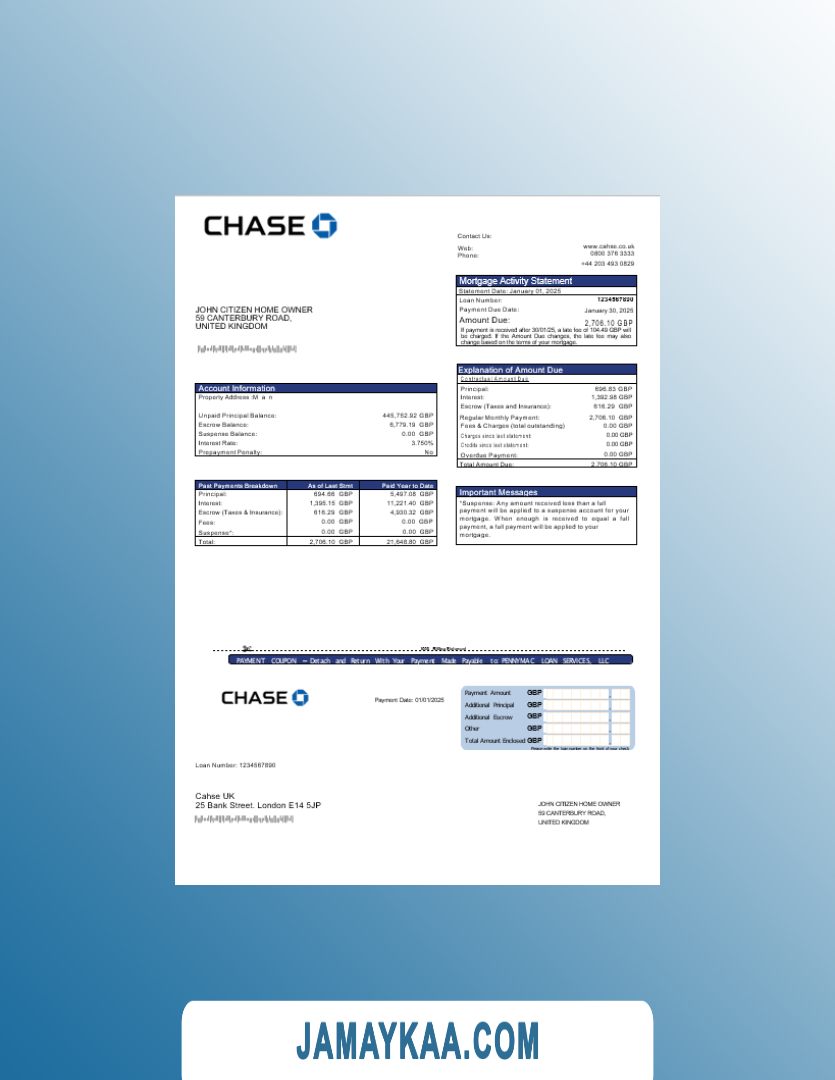 CHASE
Contact Us:
Web: www.cahse.co.uk
Phone: 0800 376 3333
+44 203 493 0829
Mortgage Activity Statement
Statement Date: January 01, 2025
Loan Number: 1234567890
Payment Due Date: January 30, 2025
Amount Due: 2,706.10 GBP
If payment is received after 30/01/25, a late fee of 104.49 GBP will
be charged. If the Amount Due changes, the late fee may also
change based on the terms of your mortgage.
JOHN CITIZEN HOME OWNER
59 CANTERBURY ROAD,
UNITED KINGDOM
Explanation of Amount Due
Contractual Amount Due
Principal: 696.83 GBP
Interest: 1,392.98 GBP
Escrow (Taxes and Insurance): 616.29 GBP
Regular Monthly Payment: 2,706.10 GBP
Fees & Charges (total outstanding) 0.00 GBP
Charges since last statement: 0.00 GBP
Credits since last statement: 0.00 GBP
Overdue Payment: 0.00 GBP
Total Amount Due: 2,706.10 GBP
Account Information
Property Address :M a n
Unpaid Principal Balance: 445,752.92 GBP
Escrow Balance: 6,779.19 GBP
Suspense Balance: 0.00 GBP
Interest Rate: 3.750%
Prepayment Penalty: No
Past Payments Breakdown As of Last Stmt Paid Year to Date
Principal: 694.66 GBP 5,497.08 GBP
Interest: 1,395.15 GBP 11,221.40 GBP
Escrow (Taxes & Insurance): 616.29 GBP 4,930.32 GBP
Fees: 0.00 GBP 0.00 GBP
Suspense*: 0.00 GBP 0.00 GBP
Total: 2,706.10 GBP 21,648.80 GBP
Important Messages
*Suspense: Any amount received less than a full
payment will be applied to a suspense account for your
mortgage. When enough is received to equal a full
payment, a full payment will be applied to your
mortgage.
PAYMENT COUPON – Detach and Return With Your Payment Made Payable to PENNYMAC LOAN SERVICES, LLC
CHASE
Payment Date: 01/01/2025
Payment Amount GBP
Additional Principal GBP
Additional Escrow GBP
Other GBP
Total Amount Enclosed GBP
Please write the loan number on the front of your check
Loan Number: 1234567890
Cahse UK
25 Bank Street. London E14 5JP
JOHN CITIZEN HOME OWNER
59 CANTERBURY ROAD,
UNITED KINGDOM
JAMAYKAA.COM